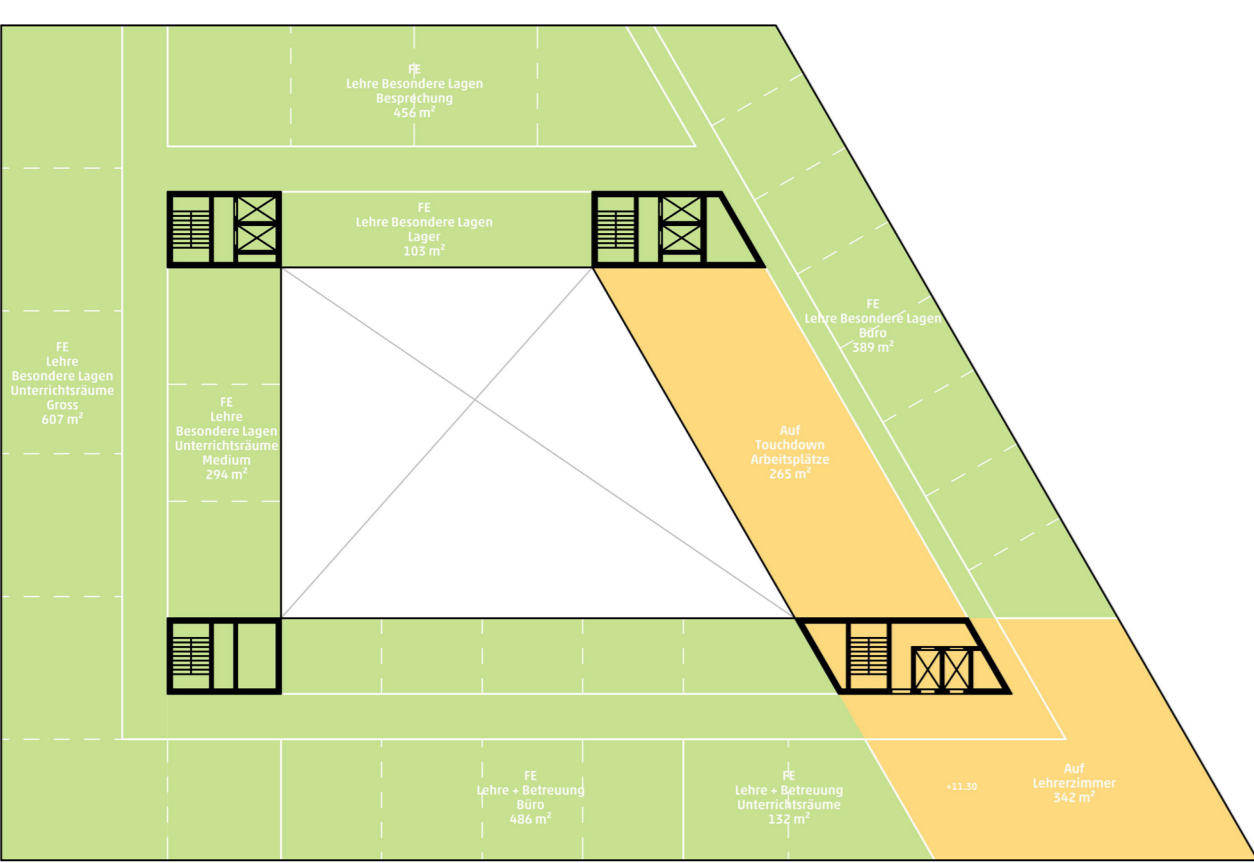 FE
Lehre Besondere Lagen
Besprechung
456 m²
FE
Lehre Besondere Lagen
Lager
103 m²
FE
Lehre Besondere Lagen
Büro
389 m²
FE
Lehre
Besondere Lagen
Unterrichtsräume
Gross
607 m²
FE
Lehre
Besondere Lagen
Unterrichtsräume
Medium
294 m²
Auf
Touchdown
Arbeitsplätze
265 m²
FE
Lehre + Betreuung
Büro
486 m²
FE
Lehre + Betreuung
Unterrichtsräume
132 m²
+11.30
Auf
Lehrerzimmer
342 m²